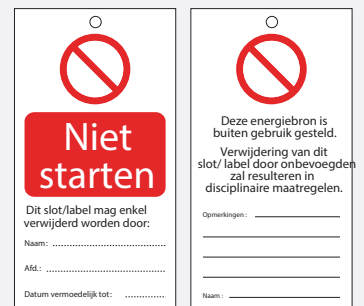 Niet
starten
Dit slot/label mag enkel
verwijderd worden door:
Naam:
Afd.:
Datum vermoedelijk tot:
Deze energiebron is
buiten gebruik gesteld.
Verwijdering van dit
slot/ label door onbevoegden
zal resulteren in
disciplinaire maatregelen.
Opmerkingen:
Naam: